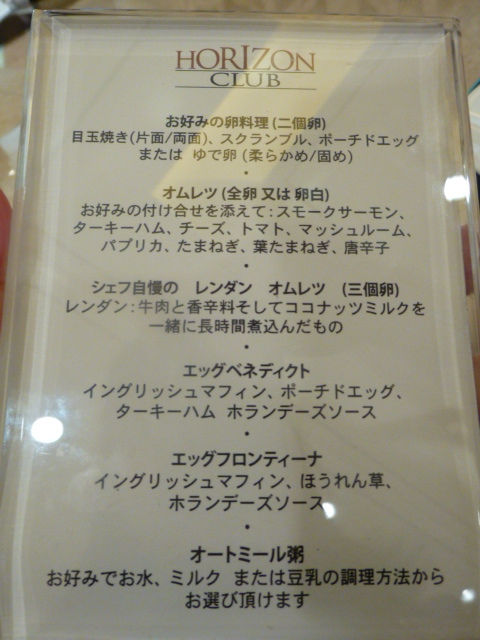 HORIZON
CLUB
お好みの卵料理 (二個卵)
目玉焼き(片面/両面)、スクランブル、ポーチドエッグ
または ゆで卵 (柔らかめ/固め)
•
オムレツ (全卵 又は 卵白)
お好みの付け合せを添えて:スモークサーモン、
ターキーハム、チーズ、トマト、マッシュルーム、
パプリカ、たまねぎ、葉たまねぎ、唐辛子
•
シェフ自慢の レンダン オムレツ (三個卵)
レンダン:牛肉と香辛料そしてココナッツミルクを
一緒に長時間煮込んだもの
•
エッグベネディクト
イングリッシュマフィン、ポーチドエッグ、
ターキーハム ホランデーズソース
•
エッグフロンティーナ
イングリッシュマフィン、ほうれん草、
ホランデーズソース
•
オートミール粥
お好みでお水、ミルク または豆乳の調理方法から
お選び頂けます